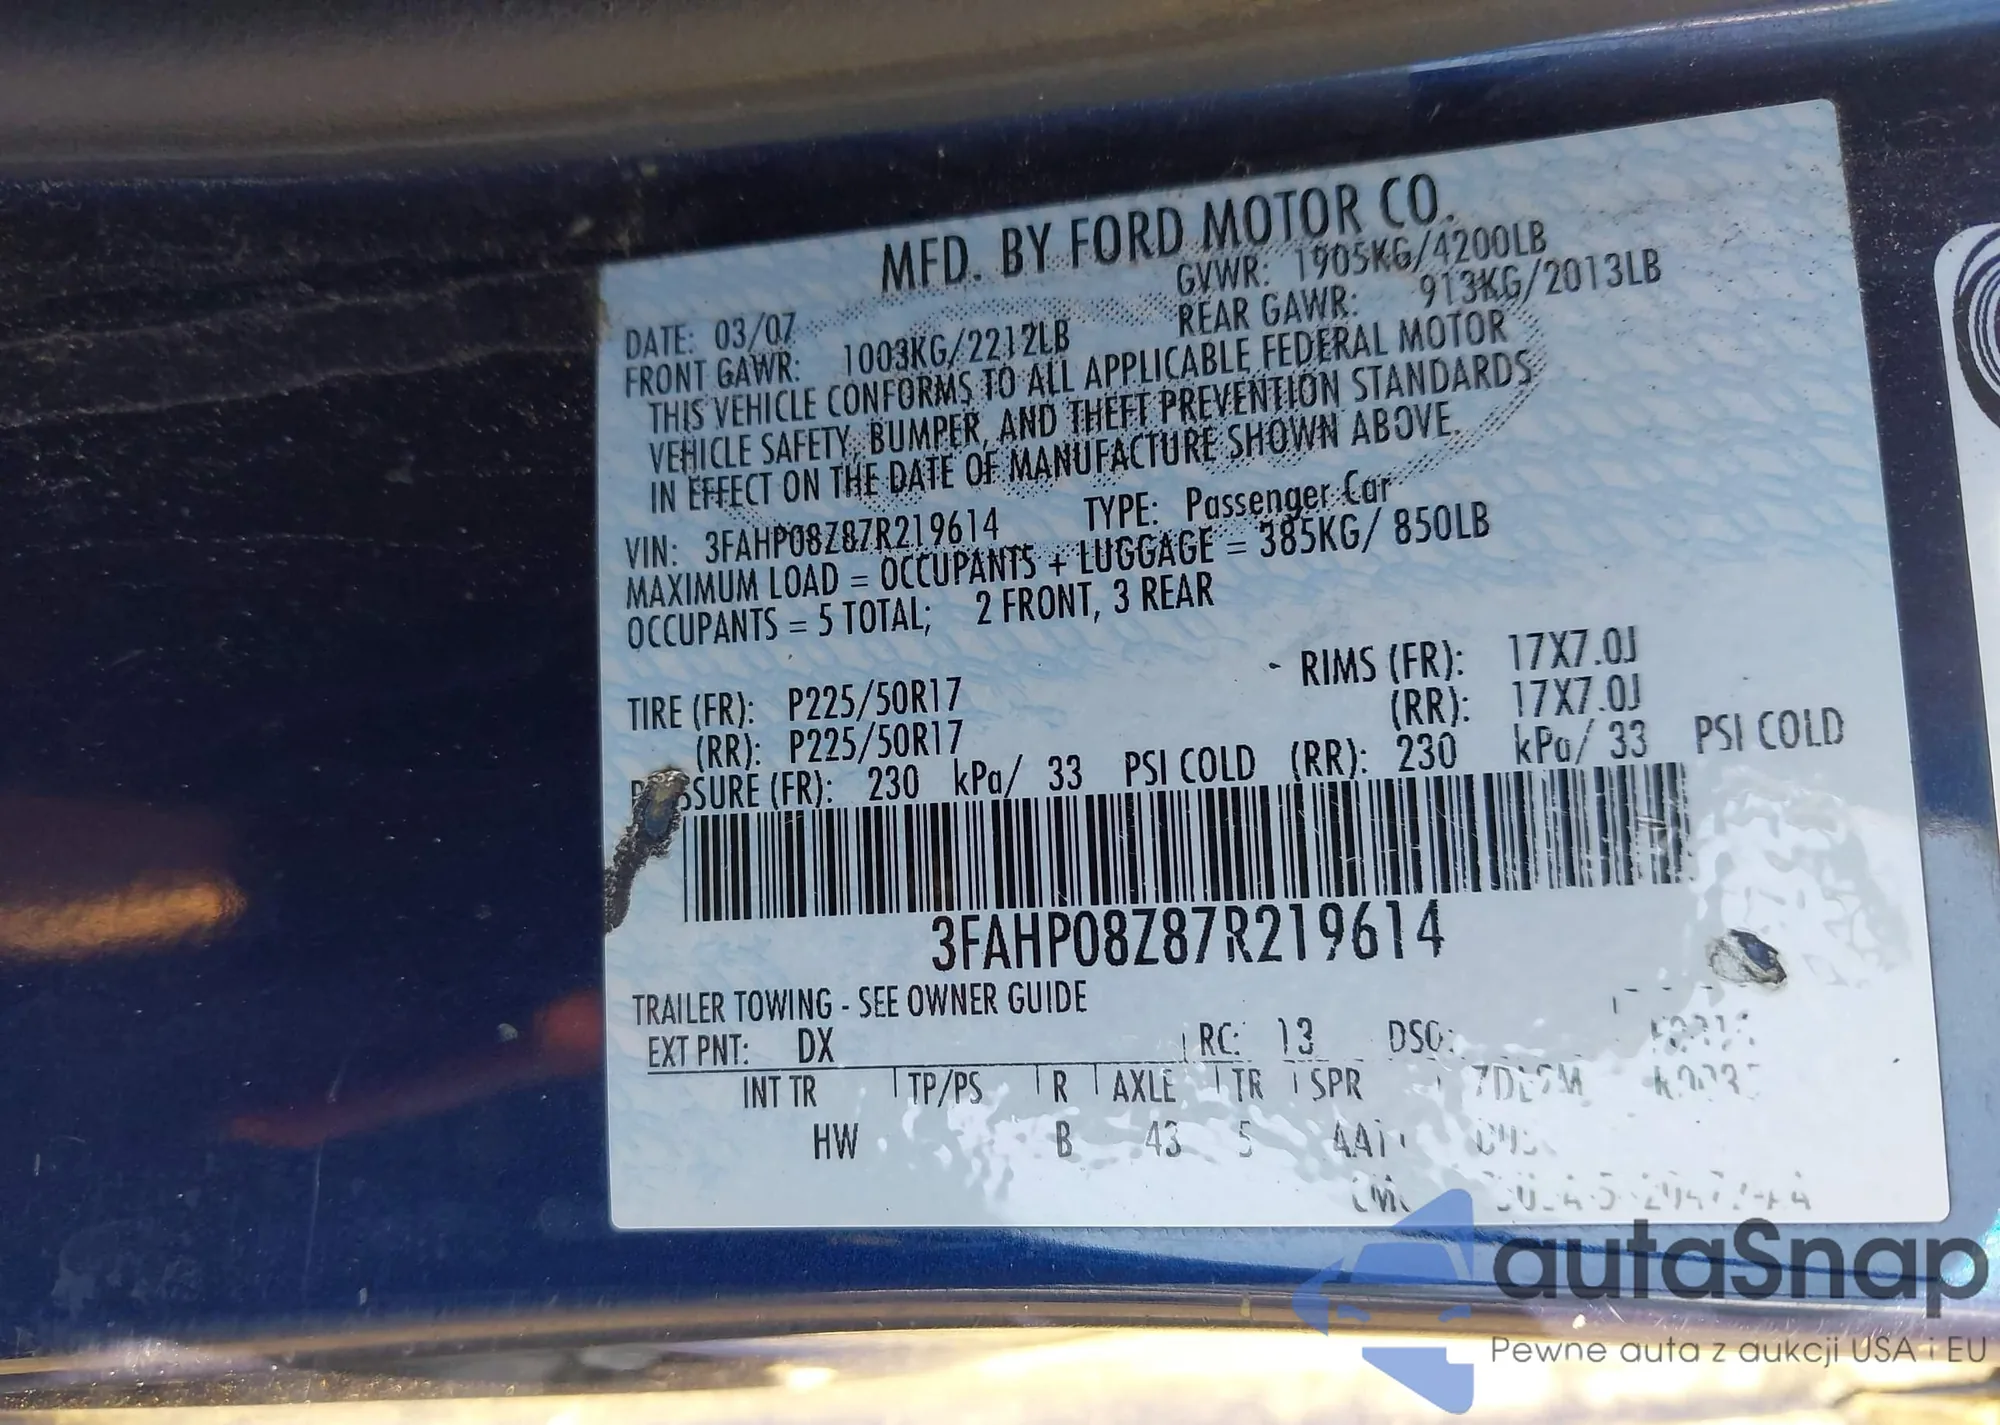 MFD. BY FORD MOTOR CO.
DATE: 03/07 GVWR: 1905KG/4200LB
FRONT GAWR: 1003KG/2212LB REAR GAWR: 913KG/2013LB
THIS VEHICLE CONFORMS TO ALL APPLICABLE FEDERAL MOTOR
VEHICLE SAFETY, BUMPER, AND THEFT PREVENTION STANDARDS
IN EFFECT ON THE DATE OF MANUFACTURE SHOWN ABOVE.
VIN: 3FAHP08Z87R219614 TYPE: Passenger Car
MAXIMUM LOAD = OCCUPANTS + LUGGAGE = 385KG/ 850LB
OCCUPANTS = 5 TOTAL; 2 FRONT, 3 REAR
TIRE (FR): P225/50R17 RIMS (FR): 17X7.0J
(RR): P225/50R17 (RR): 17X7.0J
(FR): 230 kPa/ 33 PSI COLD (RR): 230 kPa/ 33 PSI COLD
3FAHP08Z87R219614
TRAILER TOWING - SEE OWNER GUIDE
EXT PNT: DX RC: 13 DSO:
INT TR TP/PS R AXLE TR SPR
HW B 43 5
autaSnap
Pewne auta z aukcji USA i EU